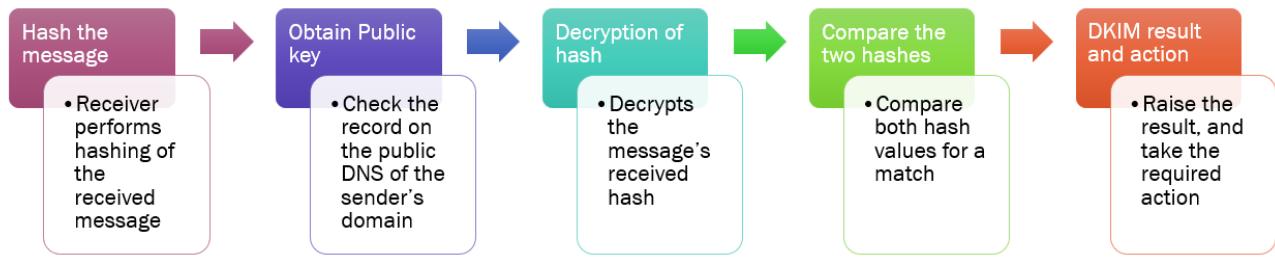 Hash the
message
• Receiver
performs
hashing of
the
received
message
Obtain Public
key
• Check the
record on
the public
DNS of the
sender's
domain
Decryption of
hash
• Decrypts
the
message's
received
hash
Compare the
two hashes
• Compare
both hash
values for a
match
DKIM result
and action
• Raise the
result, and
take the
required
action